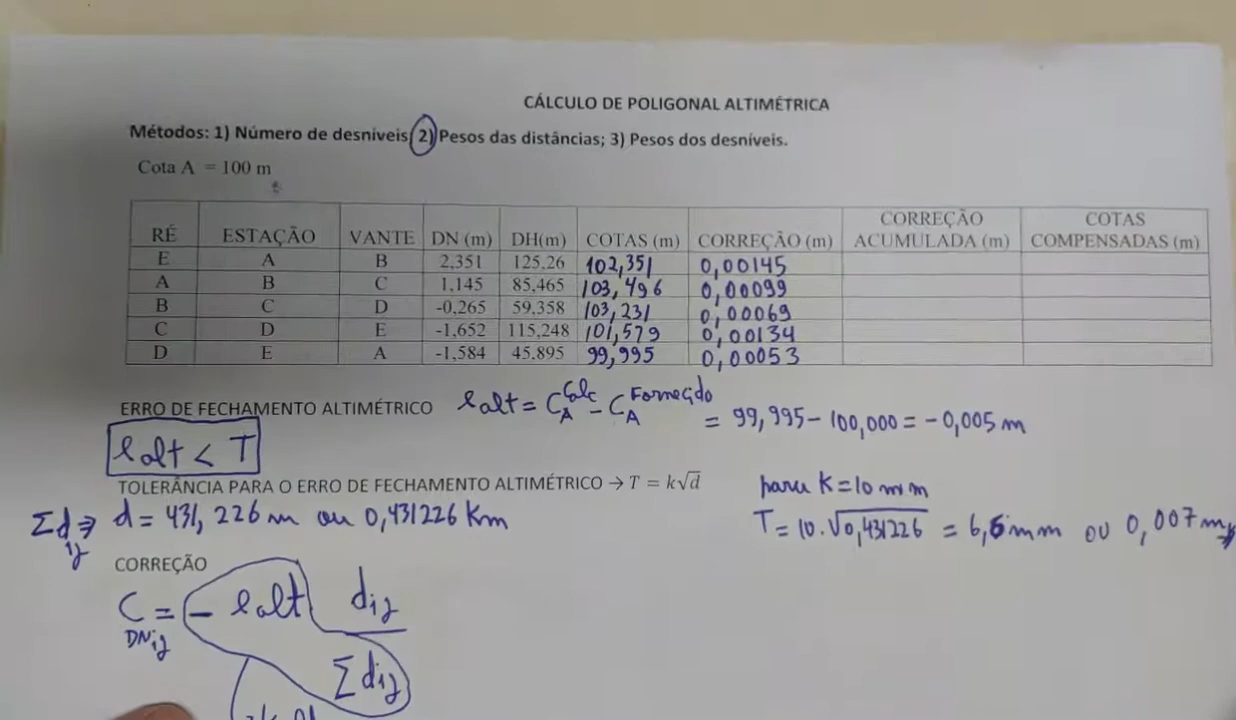 CÁLCULO DE POLIGONAL ALTIMÉTRICA
Métodos: 1) Número de desníveis; 2) Pesos das distâncias; 3) Pesos dos desníveis.
Cota A = 100 m
RÉ ESTAÇÃO VANTE DN (m) DH(m) COTAS (m) CORREÇÃO (m) CORREÇÃO ACUMULADA (m) COTAS COMPENSADAS (m)
E A B 2,351 125,26 102,351 0,00145
A B C 1,145 85,465 103,496 0,00099
B C D -0,265 59,358 103,231 0,00069
C D E -1,652 115,248 101,579 0,00134
D E A -1,584 45,895 99,995 0,00053
ERRO DE FECHAMENTO ALTIMÉTRICO ealt = C_A^Calc - C_A^Fornecido = 99,995 - 100,000 = -0,005 m
ealt < T
TOLERÂNCIA PARA O ERRO DE FECHAMENTO ALTIMÉTRICO → T = k√d
para K = 10 mm
Σdij ⇒ d = 431,226 m ou 0,431226 Km
T = 10.√0,431226 = 6,6 mm ou 0,007 m
CORREÇÃO
C DNij = - ealt dij
Σdij